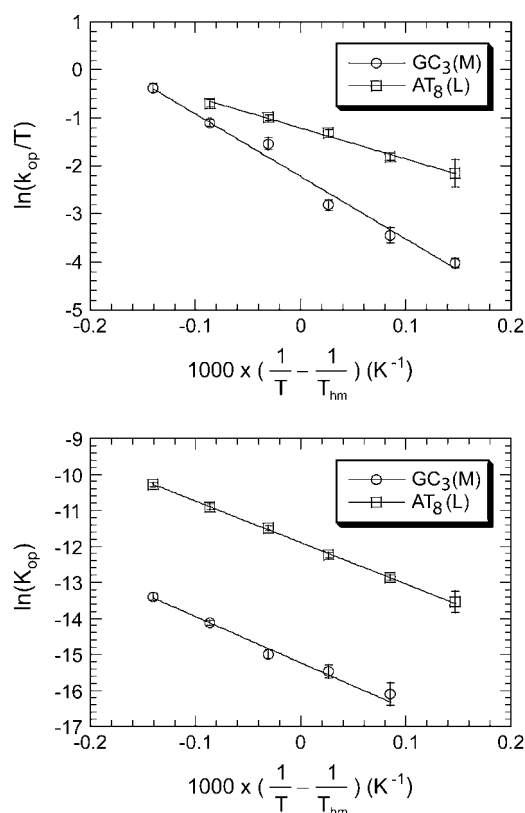 1
0
-1
-2
-3
-4
-5
ln(k_op/T)
GC₃(M)
AT₈(L)
-0.2 -0.1 0 0.1 0.2
1000 x ( 1/T − 1/T_hm ) (K⁻¹)
-9
-10
-11
-12
-13
-14
-15
-16
-17
ln(K_op)
GC₃(M)
AT₈(L)
-0.2 -0.1 0 0.1 0.2
1000 x ( 1/T − 1/T_hm ) (K⁻¹)